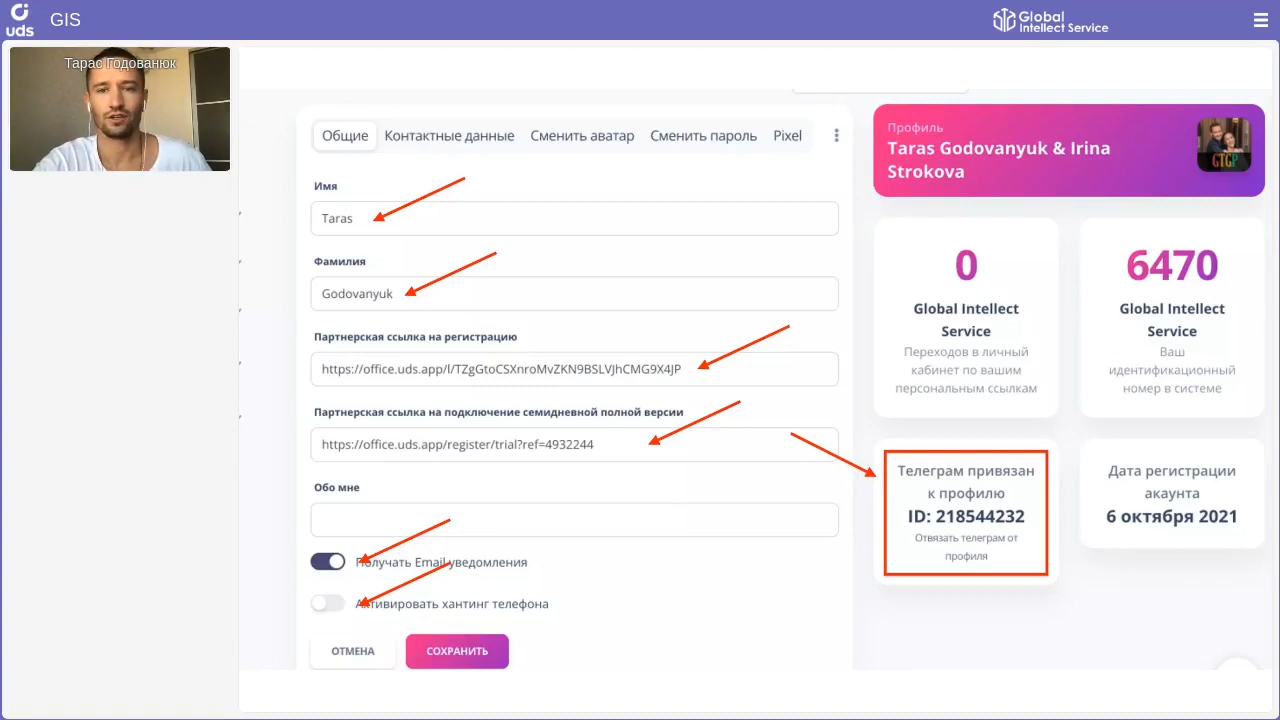 uds
GIS
Global
Intellect Service
Тарас Годованюк
Общие
Контактные данные
Сменить аватар
Сменить пароль
Pixel
Имя
Taras
Фамилия
Godovanyuk
Партнерская ссылка на регистрацию
https://office.uds.app/l/TZgGtoCSXnroMvZKN9BSLVJhCMG9X4JP
Партнерская ссылка на подключение семидневной полной версии
https://office.uds.app/register/trial?ref=4932244
Обо мне
Получать Email уведомления
Активировать хантинг телефона
ОТМЕНА
СОХРАНИТЬ
Профиль
Taras Godovanyuk & Irina
Strokova
GTGP
0
Global Intellect
Service
Переходов в личный
кабинет по вашим
персональным ссылкам
6470
Global Intellect
Service
Ваш
идентификационный
номер в системе
Телеграм привязан
к профилю
ID: 218544232
Отвязать телеграм от
профиля
Дата регистрации
акаунта
6 октября 2021